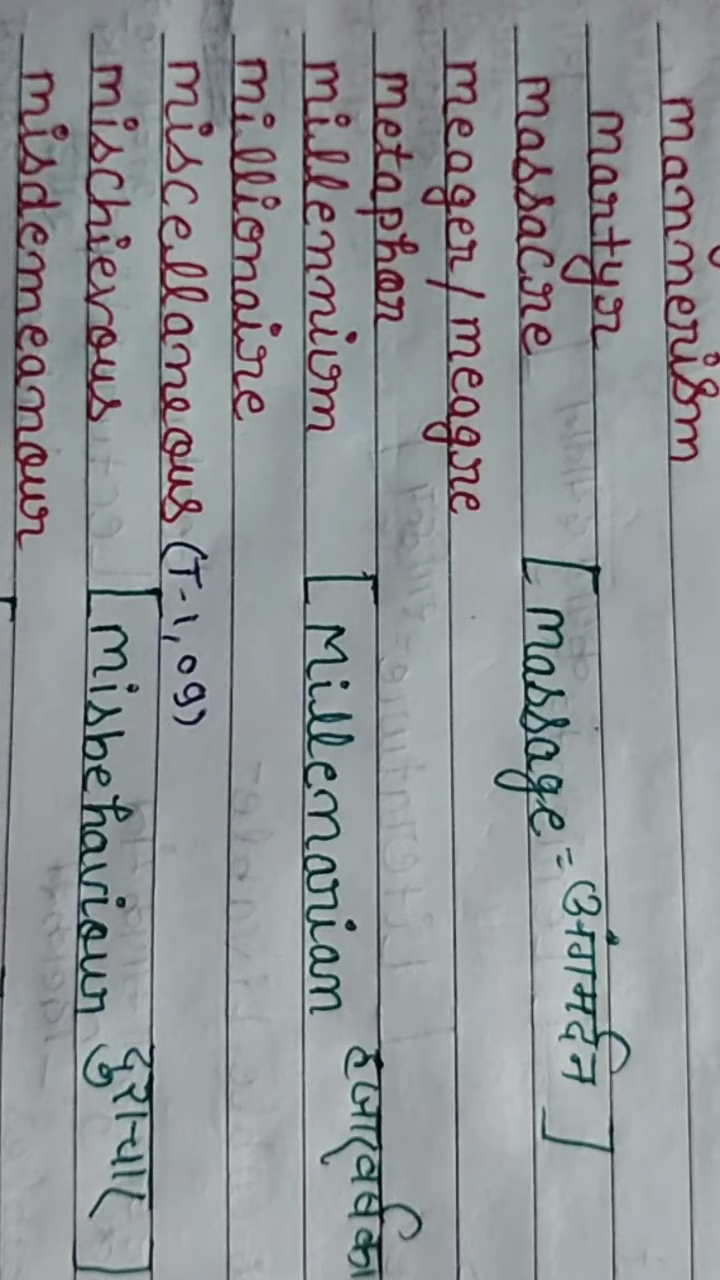 mannerism
martyr
massacre [massage = अंगमर्दन]
meager/meagre
metaphor
millennium [Millenarian हजारवर्ष का
millionaire
miscellaneous (T-1, 09)
mischievous [misbehaviour दुराचार]
misdemeanour